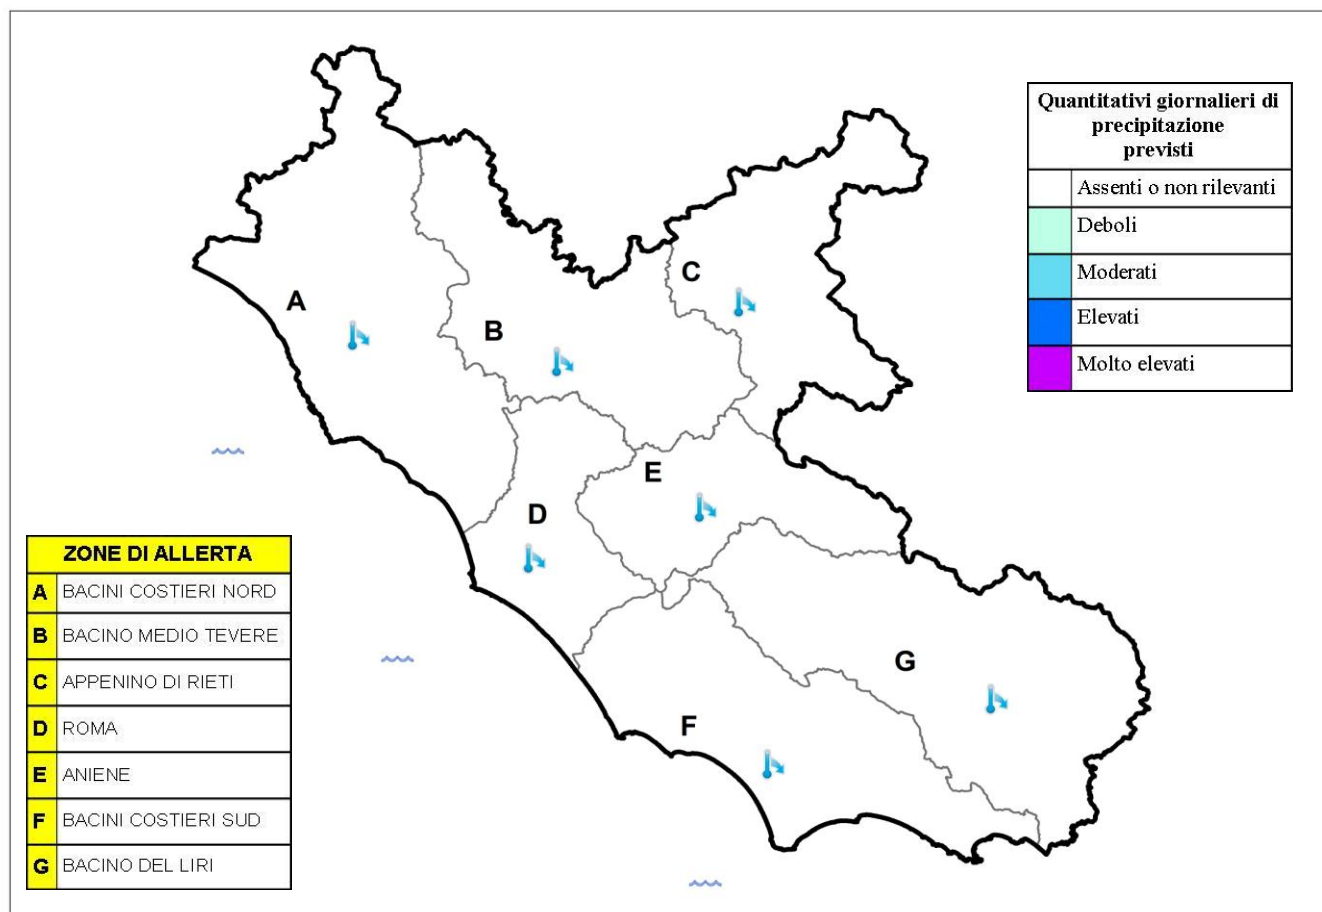 Quantitativi giornalieri di
precipitazione
previsti
Assenti o non rilevanti
Deboli
Moderati
Elevati
Molto elevati
A
B
C
D
E
F
G
ZONE DI ALLERTA
A BACINI COSTIERI NORD
B BACINO MEDIO TEVERE
C APPENINO DI RIETI
D ROMA
E ANIENE
F BACINI COSTIERI SUD
G BACINO DEL LIRI